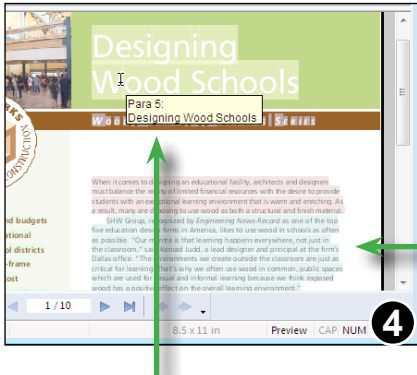 Designing
Wood Schools
Para 5:
Designing Wood Schools
Series
When it comes to designing an educational facility, architects and designers
must balance the reality of limited financial resources with the desire to provide
students with an exceptional learning environment that is warm and enriching. As
a result, many are choosing to use wood as both a structural and finish material.
SHW Group, recognized by Engineering News-Record as one of the top
five education design firms in America, likes to use wood in schools as often
as possible. "Our mantra is that learning happens everywhere, not just in
the classroom," said Konrad Judd, a lead designer and principal at the firm's
Dallas office. "The environments we create outside the classroom are just as
critical for learning. That's why we often use wood in common, public spaces
which are used for casual and informal learning because we think exposed
wood has a positive effect on the overall learning environment."
nd budgets
ational
ol districts
-frame
cost
1 / 10
8.5 x 11 in
Preview CAP NUM
4